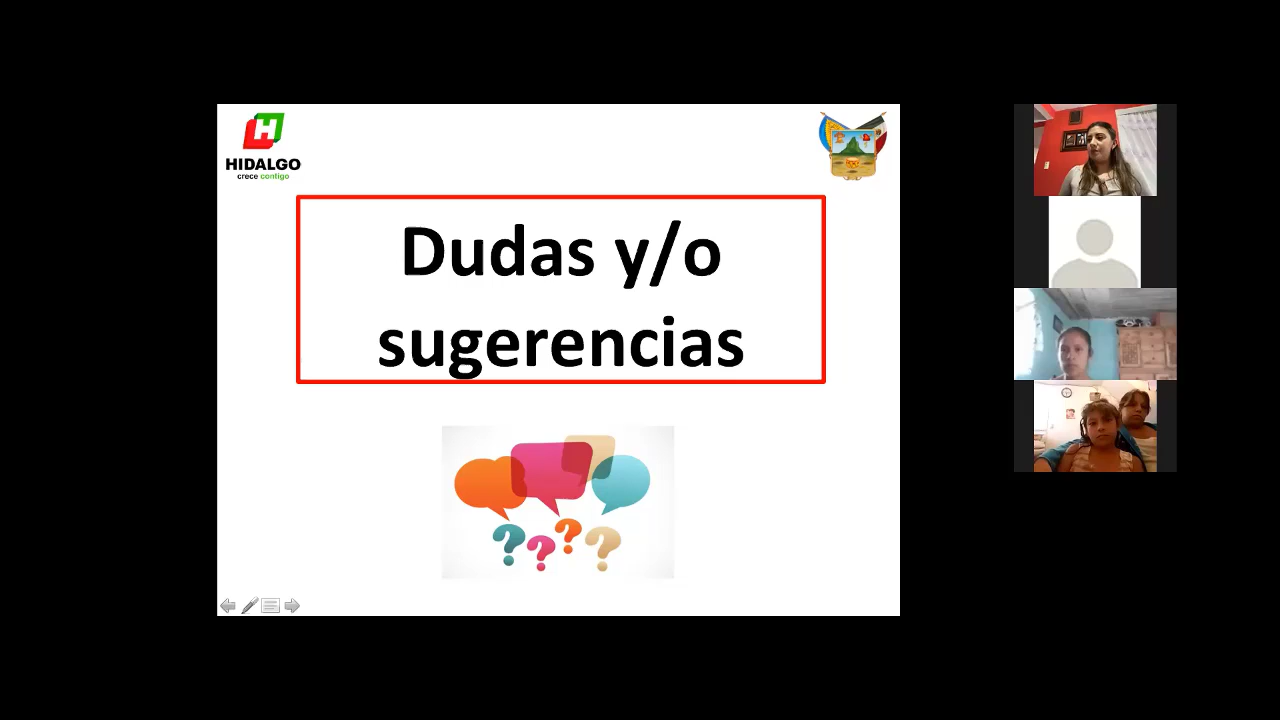 HIDALGO
crece contigo
Dudas y/o
sugerencias
? ? ? ?